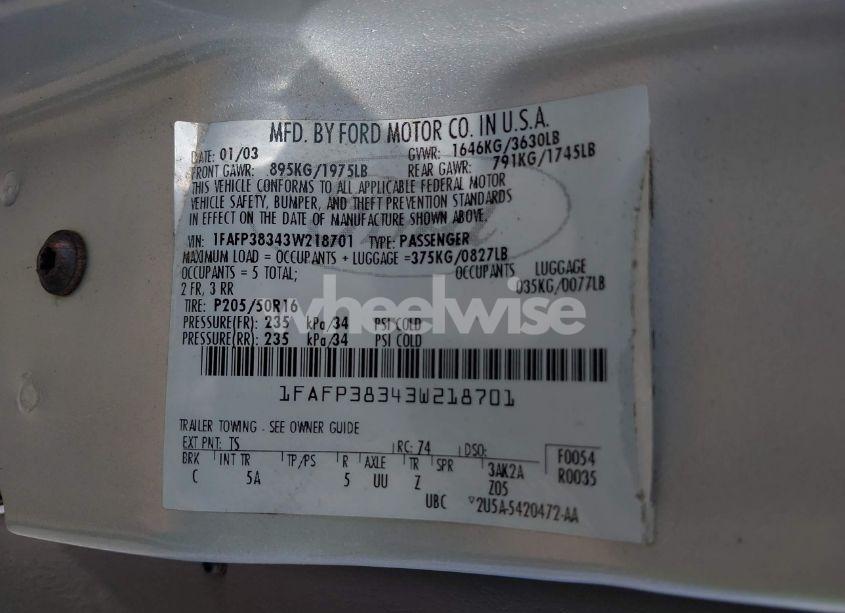 MFD. BY FORD MOTOR CO. IN U.S.A.
DATE: 01/03 GVWR: 1646KG/3630LB
FRONT GAWR: 895KG/1975LB REAR GAWR: 791KG/1745LB
THIS VEHICLE CONFORMS TO ALL APPLICABLE FEDERAL MOTOR
VEHICLE SAFETY, BUMPER, AND THEFT PREVENTION STANDARDS
IN EFFECT ON THE DATE OF MANUFACTURE SHOWN ABOVE.
VIN: 1FAFP38343W218701 TYPE: PASSENGER
MAXIMUM LOAD = OCCUPANTS + LUGGAGE =375KG/0827LB
OCCUPANTS = 5 TOTAL; OCCUPANTS LUGGAGE
2 FR, 3 RR 035KG/0077LB
TIRE: P205/50R16
wheelwise
PRESSURE(FR): 235 kPa/34 PSI COLD
PRESSURE(RR): 235 kPa/34 PSI COLD
1FAFP38343W218701
TRAILER TOWING - SEE OWNER GUIDE
EXT PNT: TS RC: 74 DSO: F0054
BRK INT TR TP/PS R AXLE TR SPR 3AK2A R0035
C 5A 5 UU Z Z05
UBC 2U5A-5420472-AA